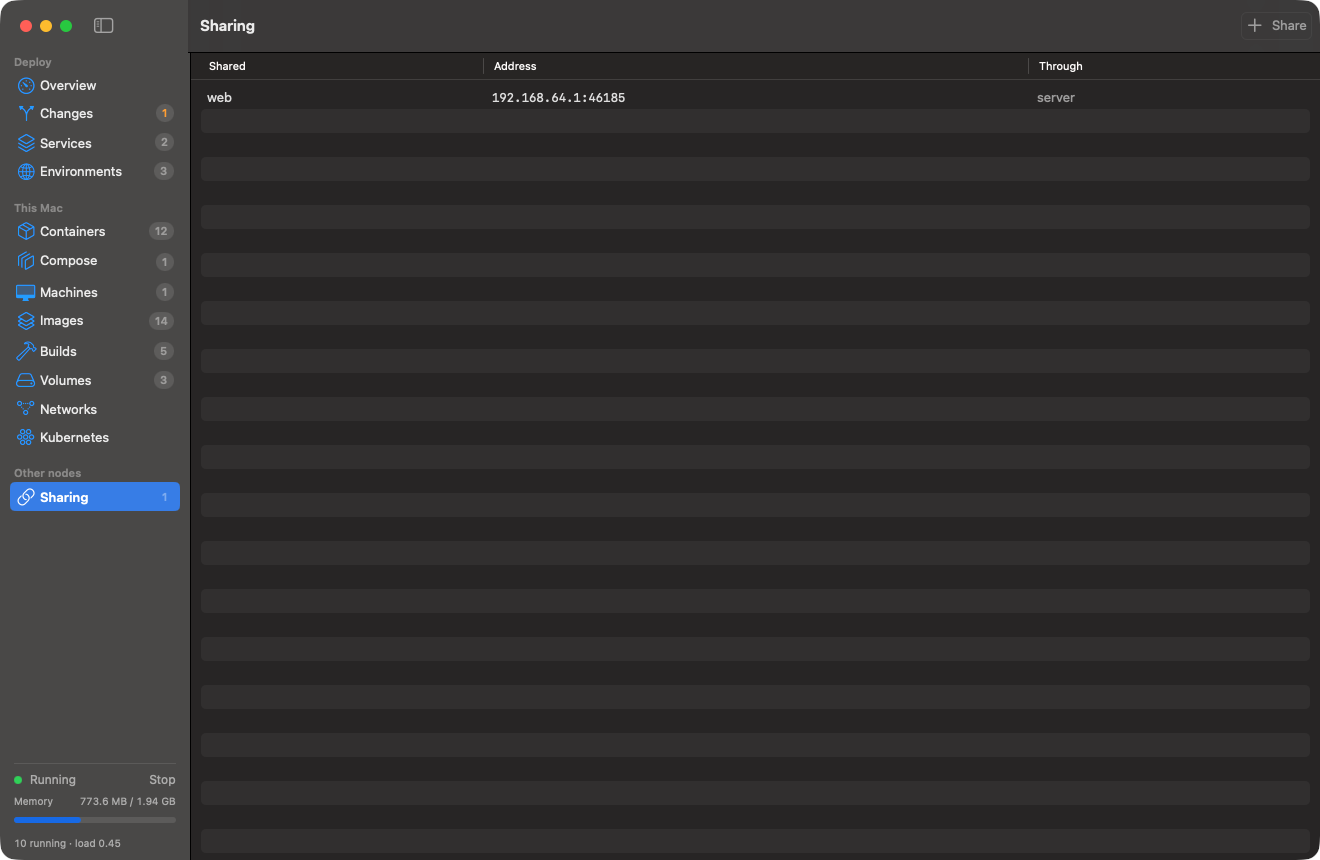 Sharing
Share
Deploy
Overview
Changes 1
Services 2
Environments 3
This Mac
Containers 12
Compose 1
Machines 1
Images 14
Builds 5
Volumes 3
Networks
Kubernetes
Other nodes
Sharing 1
Running Stop
Memory 773.6 MB / 1.94 GB
10 running · load 0.45
Shared Address Through
web 192.168.64.1:46185 server